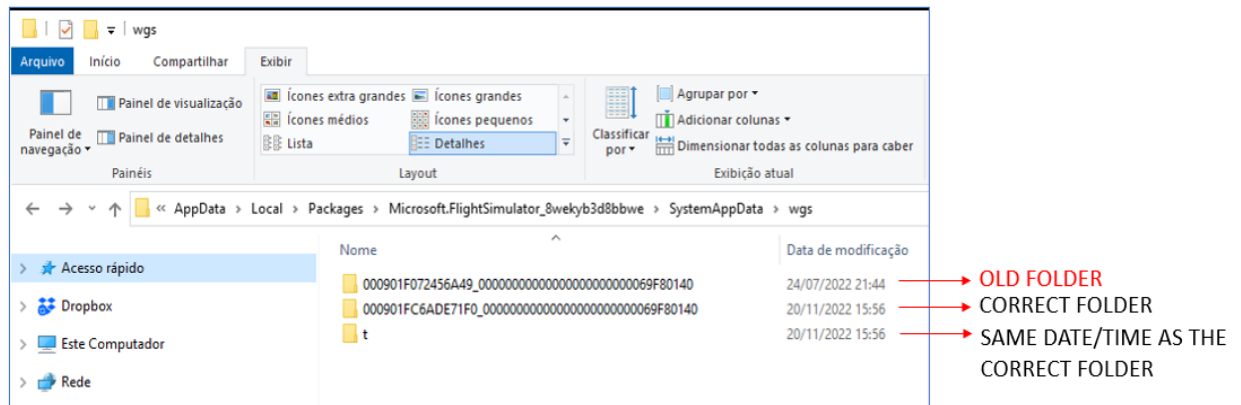 wgs
Arquivo Início Compartilhar Exibir
Painel de navegação
Painel de visualização
Painel de detalhes
Painéis
Ícones extra grandes Ícones grandes
Ícones médios Ícones pequenos
Lista Detalhes
Layout
Classificar por
Agrupar por
Adicionar colunas
Dimensionar todas as colunas para caber
Exibição atual
« AppData > Local > Packages > Microsoft.FlightSimulator_8wekyb3d8bbwe > SystemAppData > wgs
Nome Data de modificação
Acesso rápido
Dropbox
Este Computador
Rede
000901F072456A49_00000000000000000000000069F80140 24/07/2022 21:44 OLD FOLDER
000901FC6ADE71F0_00000000000000000000000069F80140 20/11/2022 15:56 CORRECT FOLDER
t 20/11/2022 15:56 SAME DATE/TIME AS THE
CORRECT FOLDER